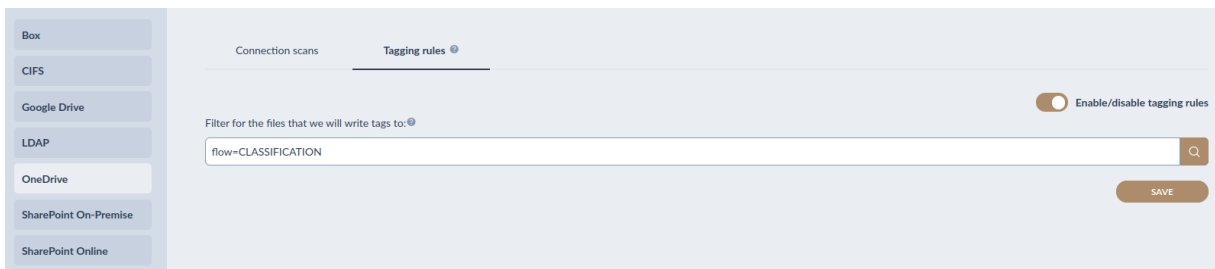 Box
CIFS
Google Drive
LDAP
OneDrive
SharePoint On-Premise
SharePoint Online
Connection scans
Tagging rules ?
Enable/disable tagging rules
Filter for the files that we will write tags to:?
flow=CLASSIFICATION
SAVE